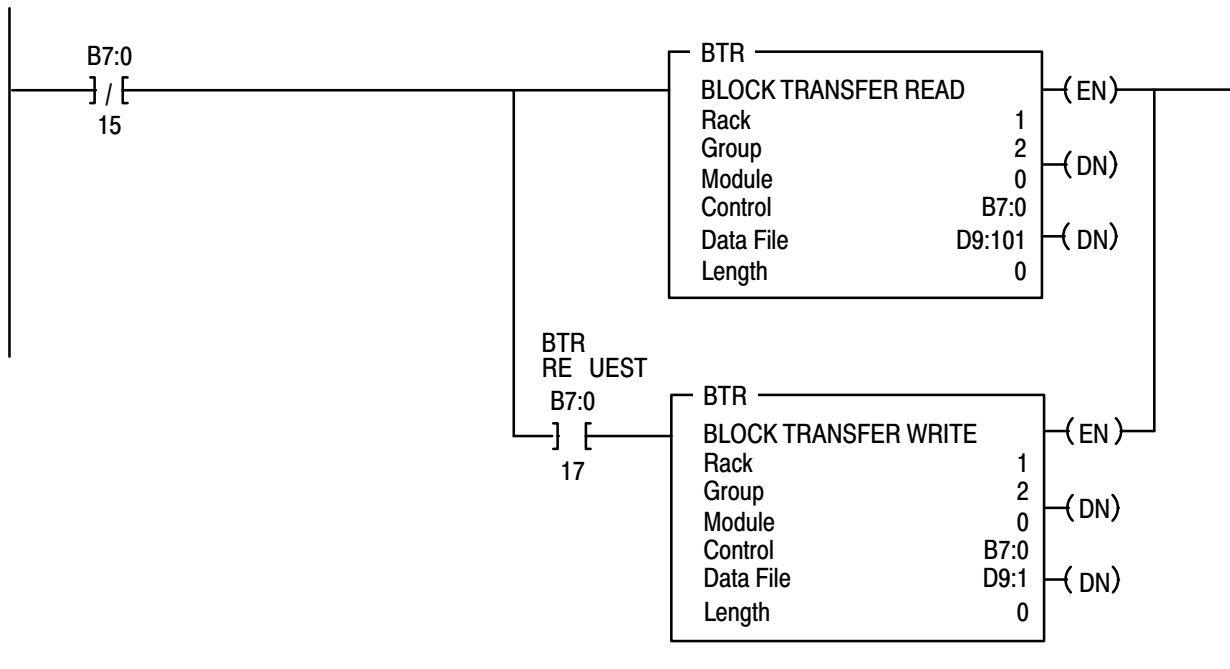 B7:0
] / [
15
BTR
BLOCK TRANSFER READ
Rack 1
Group 2
Module 0
Control B7:0
Data File D9:101
Length 0
(EN)
(DN)
(DN)
BTR
RE UEST
B7:0
] [
17
BTR
BLOCK TRANSFER WRITE
Rack 1
Group 2
Module 0
Control B7:0
Data File D9:1
Length 0
(EN)
(DN)
(DN)